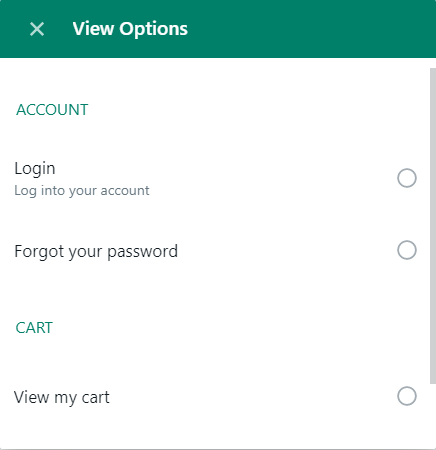 View Options
ACCOUNT
Login
Log into your account
Forgot your password
CART
View my cart